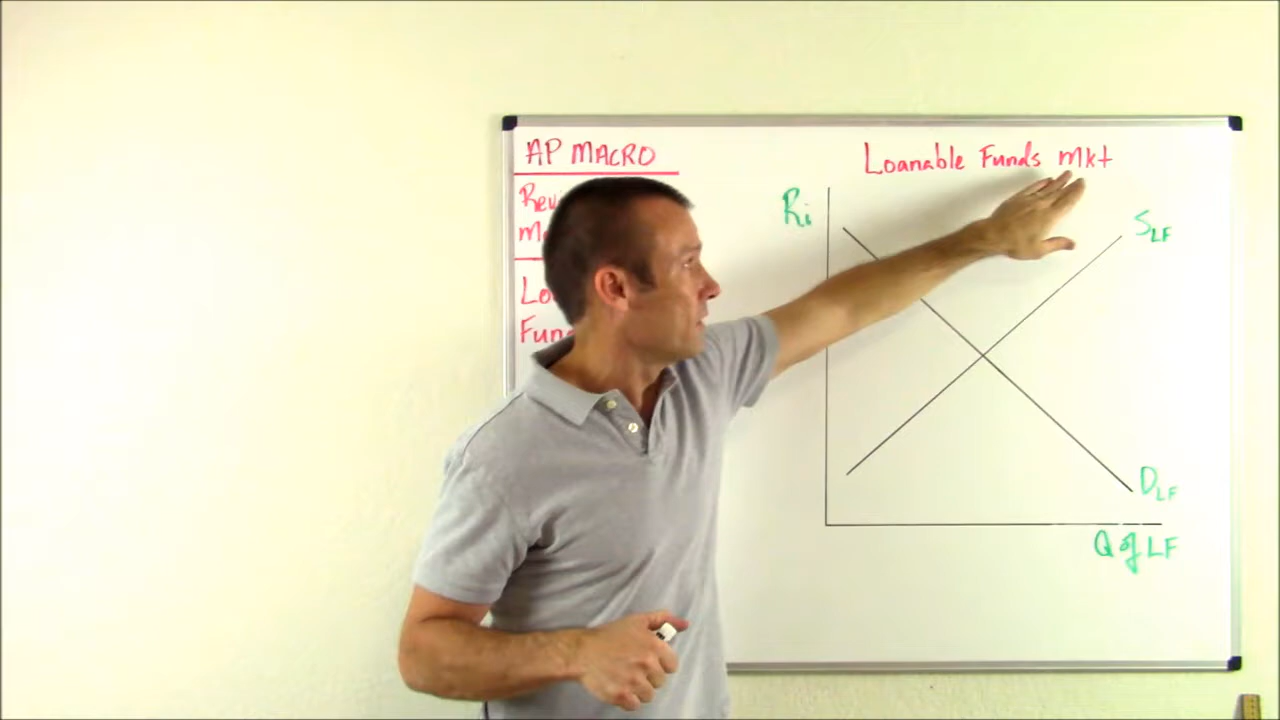 AP MACRO
Loanable Funds Mkt
Ri
SLF
DLF
Q of LF